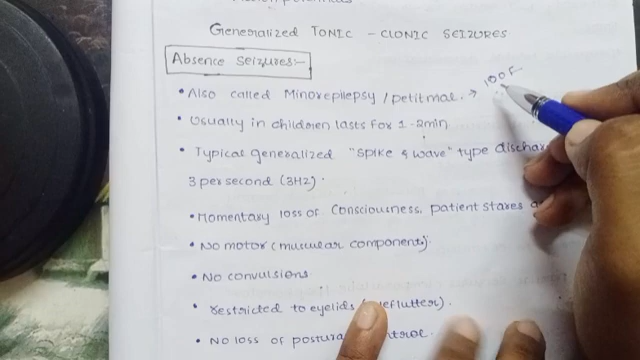 Generalized TONIC - CLONIC SEIZURES
Absence seizures:-
• Also called Minorepilepsy / petitmal. → 100F
• Usually in children lasts for 1-2min
• Typical generalized "spike & wave" type
3 per second (3Hz).
• Momentary loss of consciousness, patient stares
• No motor (muscular components).
• No convulsions
• restricted to eyelids
• No loss of